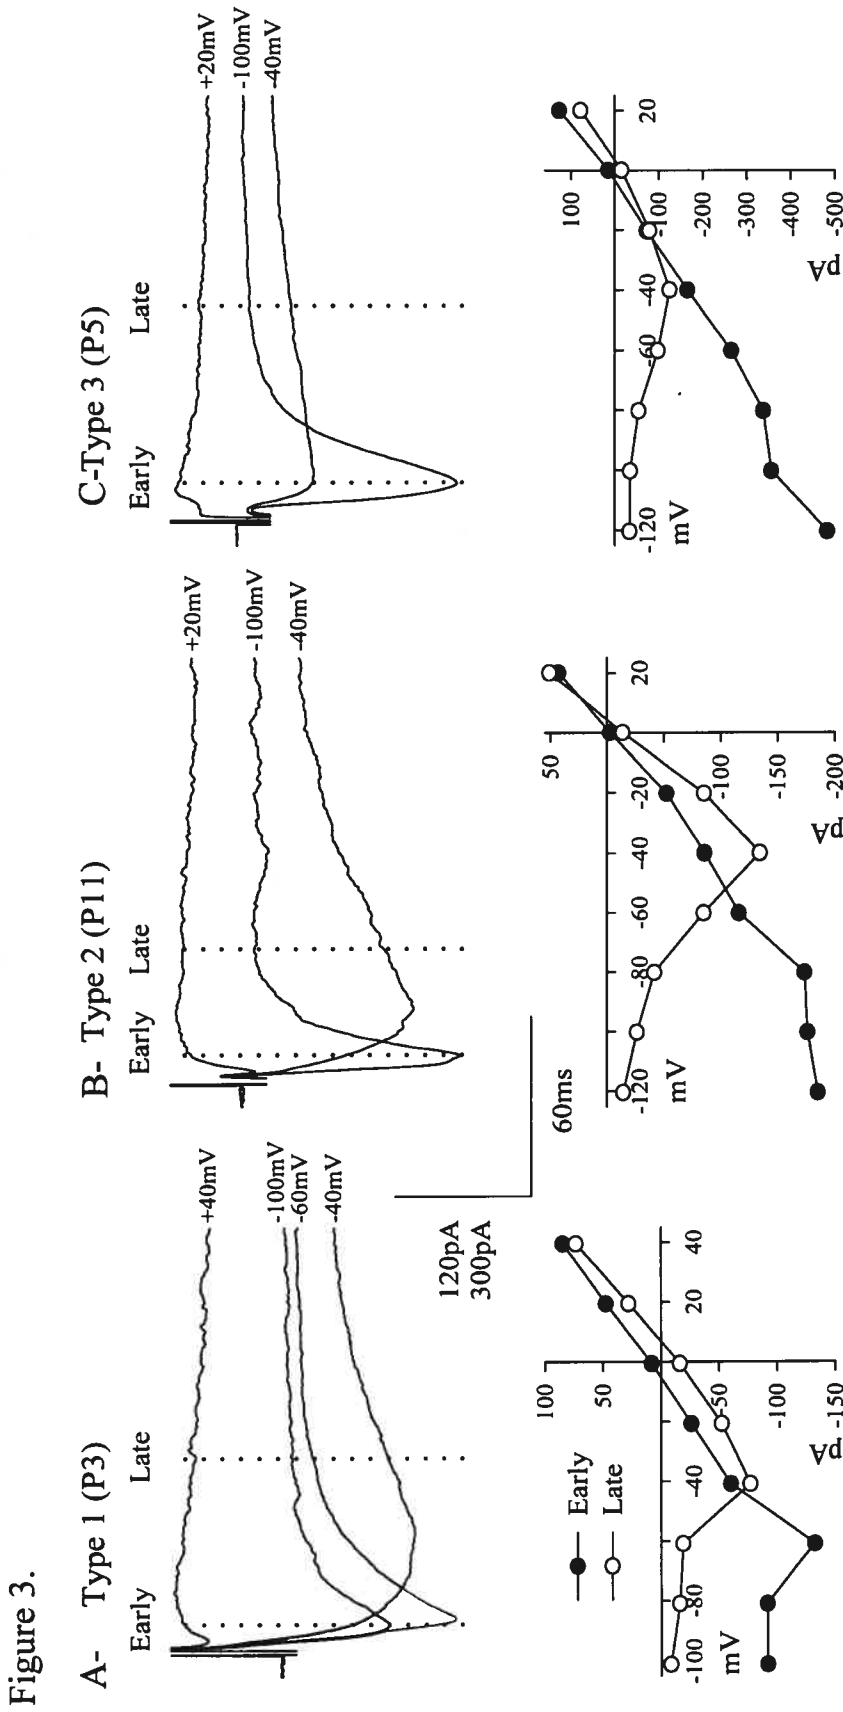 Figure 3.
A- Type 1 (P3)
Early Late
+40mV
-100mV
-60mV
-40mV
120pA
300pA
60ms
B- Type 2 (P11)
Early Late
+20mV
-100mV
-40mV
C-Type 3 (P5)
Early Late
+20mV
-100mV
-40mV
Early
Late
100
50
-50
-100
-150
pA
-100 -80 -40 20 40
mV
50
-100
-150
-200
pA
-120 -80 -60 -40 -20 20
mV
100
-100
-200
-300
-400
-500
pA
-120 -60 -40 20
mV